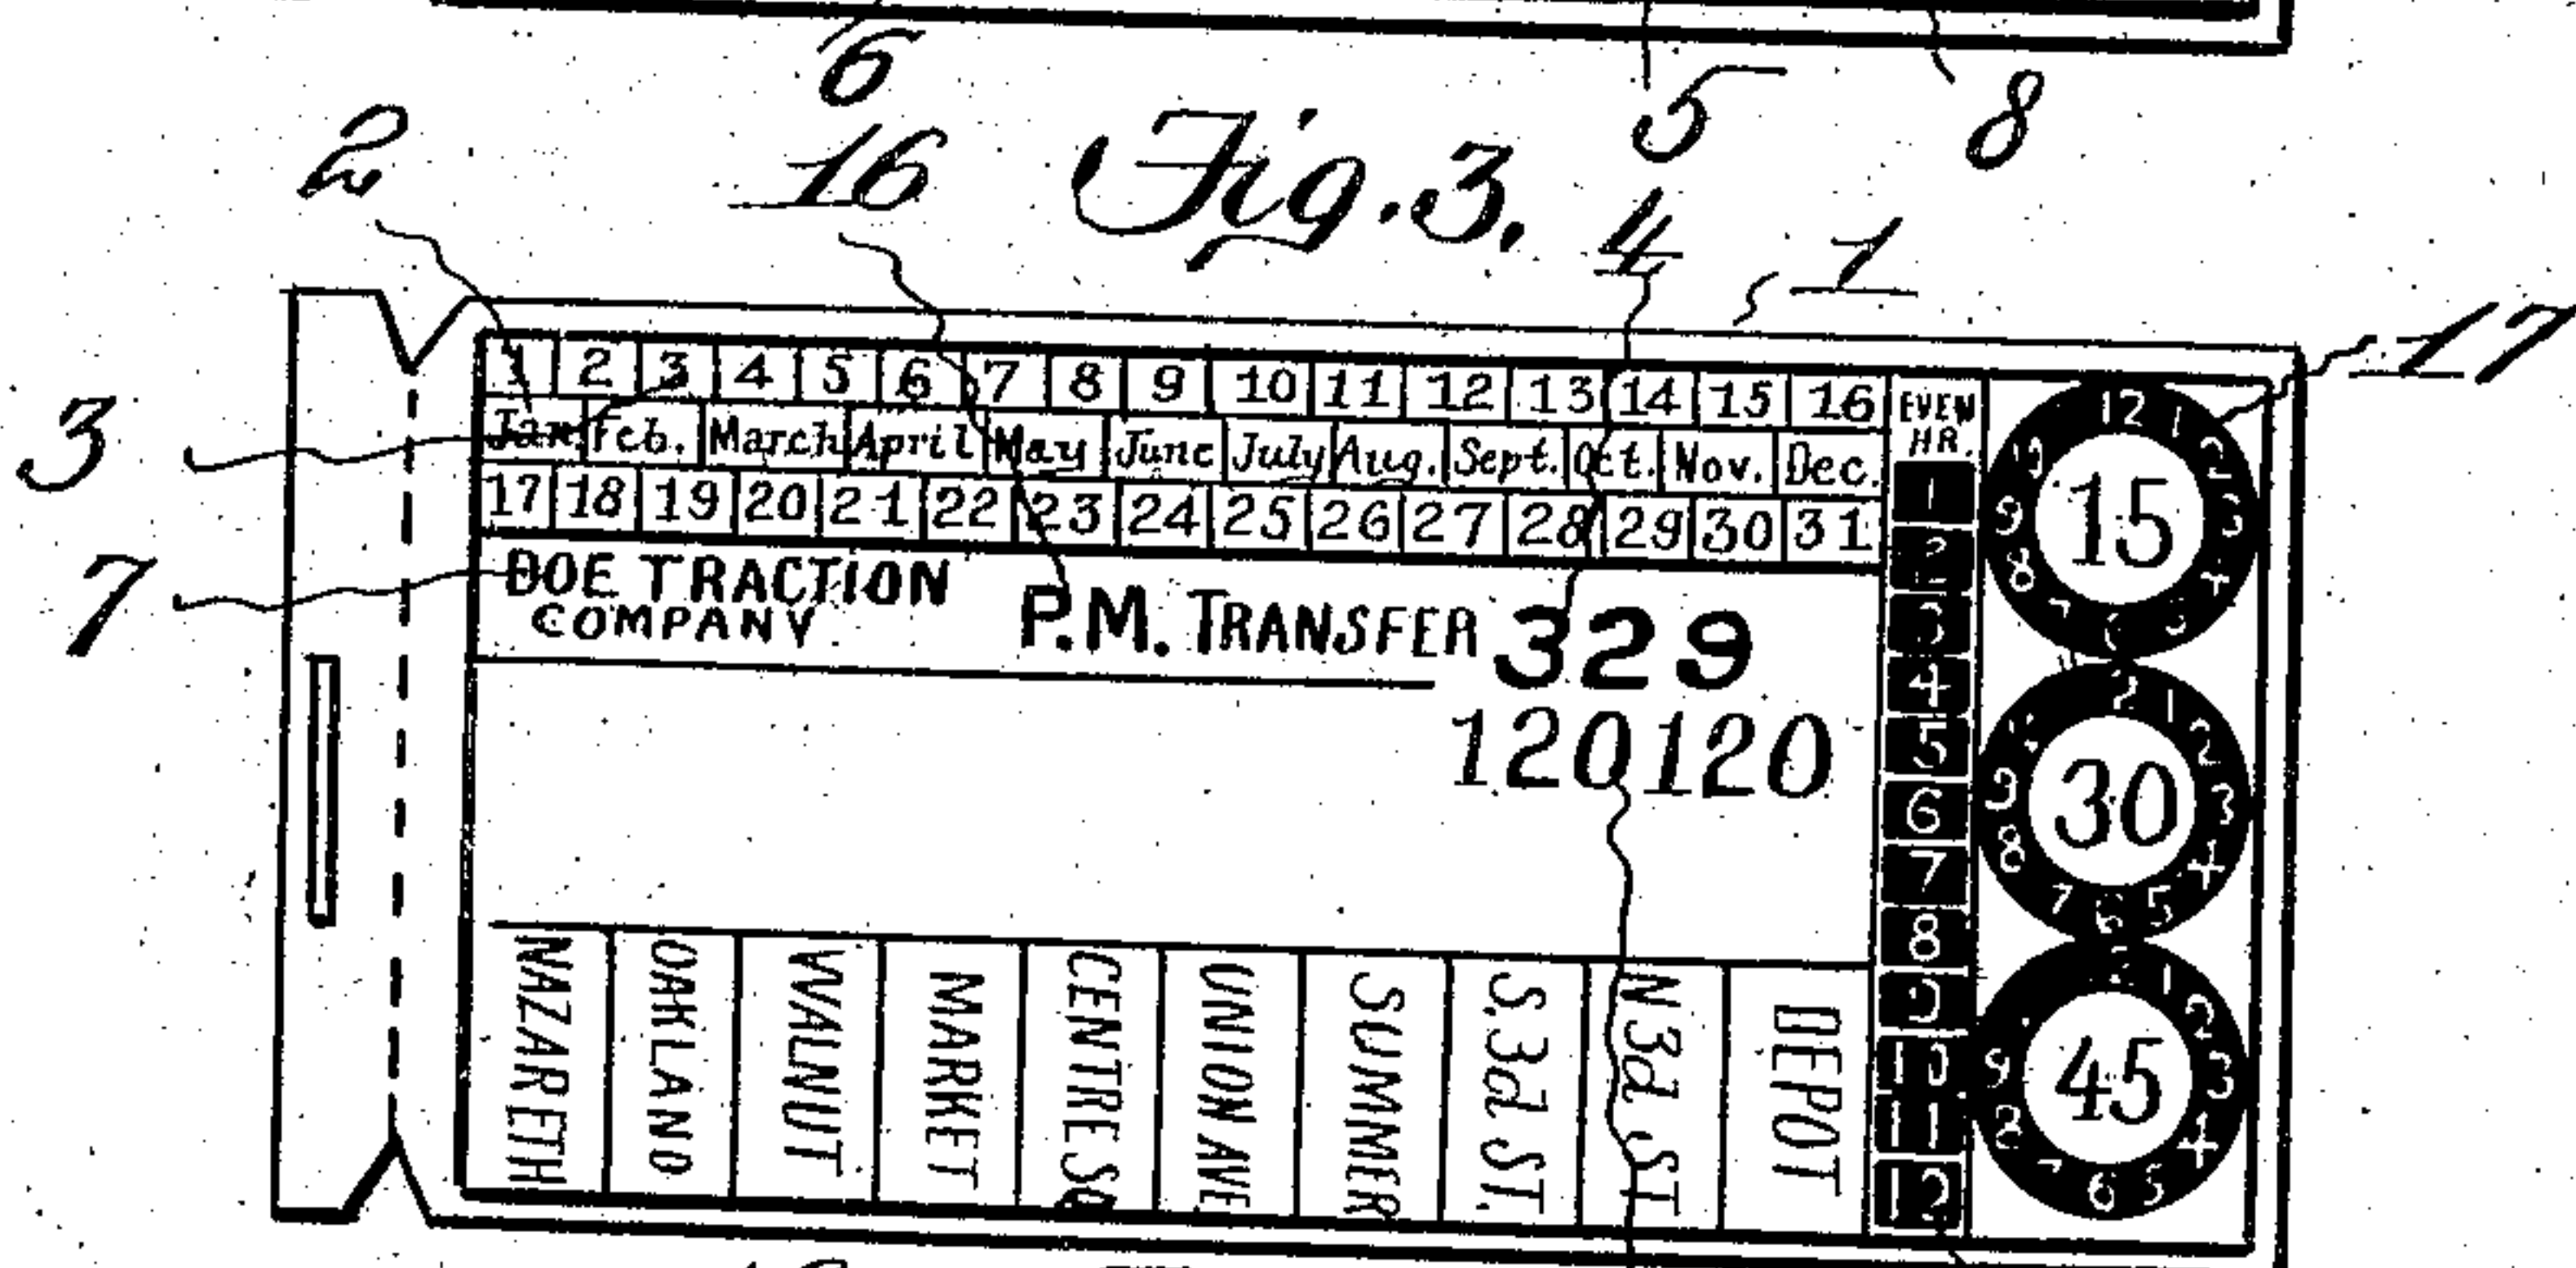 6 5 8
2 16 Fig. 3. 4 1 17
3
7
1 2 3 4 5 6 7 8 9 10 11 12 13 14 15 16
Jan. Feb. March April May June July Aug. Sept. Oct. Nov. Dec.
17 18 19 20 21 22 23 24 25 26 27 28 29 30 31
DOE TRACTION
COMPANY
P.M. TRANSFER 329
120120
NAZARETH
OAKLAND
WALNUT
MARKET
CENTRE SQ
UNION AVE
SUMMER
S. 3d ST.
N 3d ST.
DEPOT
EVEN
HR.
1
2
3
4
5
6
7
8
9
10
11
12
12 1 2 3
15
30
45